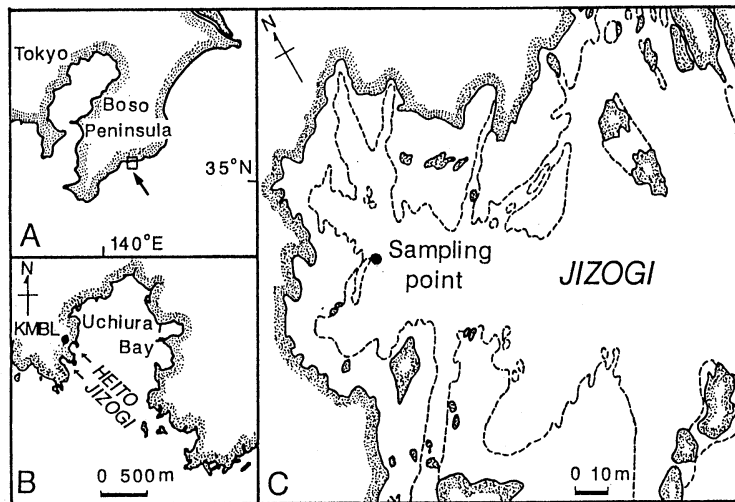 N
Tokyo
Boso
Peninsula
35°N
A
140°E
N
KMBL
Uchiura
Bay
HEITO
JIZOGI
B
0 500m
N
Sampling
point
JIZOGI
C
0 10m